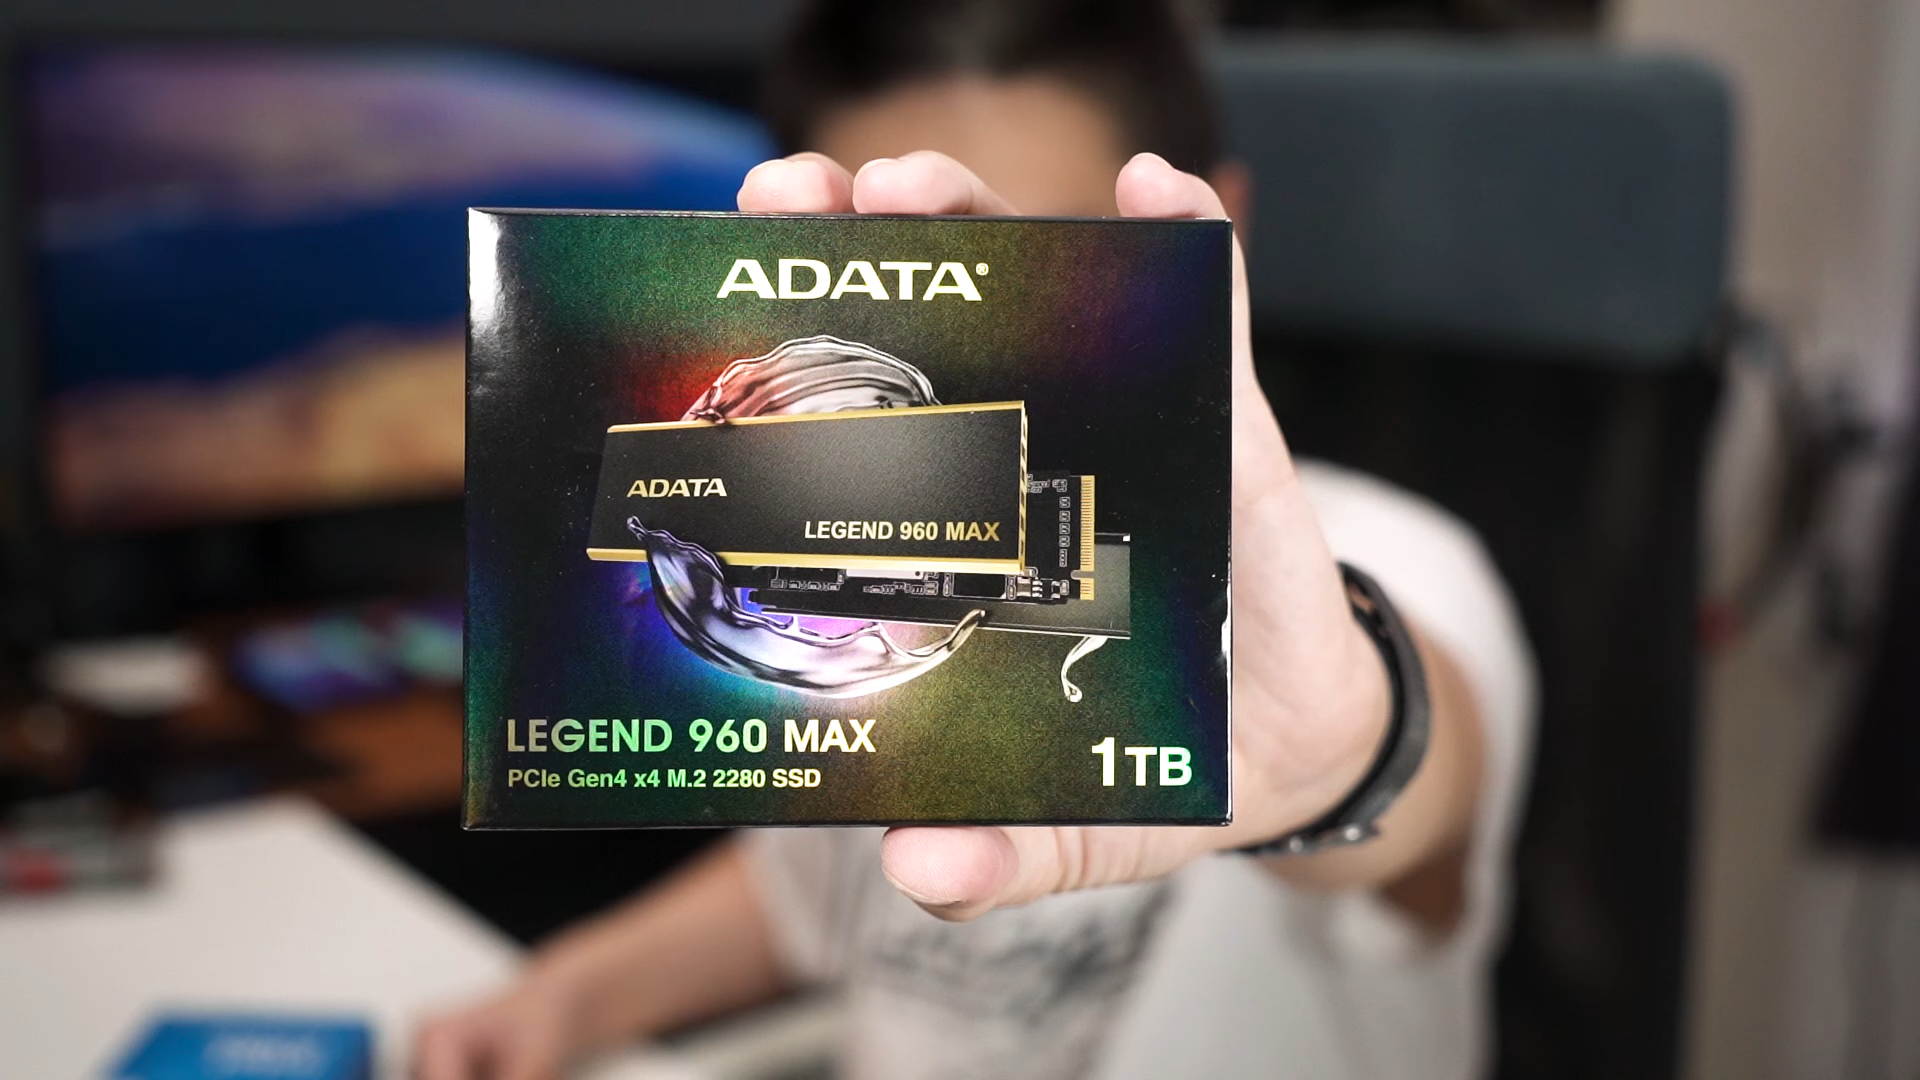 ADATA®
ADATA
LEGEND 960 MAX
LEGEND 960 MAX
PCIe Gen4 x4 M.2 2280 SSD
1TB